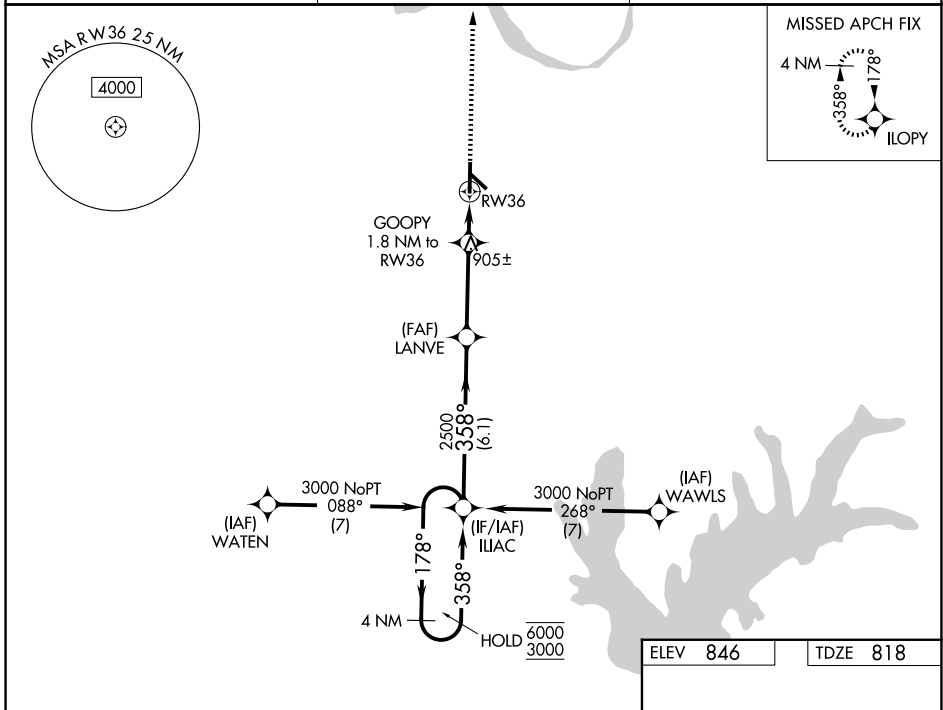 MSA RW36 25 NM
4000
MISSED APCH FIX
4 NM
358°
178°
ILOPY
RW36
GOOPY
1.8 NM to
RW36
905±
(FAF)
LANVE
2500
358°
(6.1)
3000 NoPT
088°
(7)
(IAF)
WATEN
3000 NoPT
268°
(7)
(IAF)
WAWLS
(IF/IAF)
ILIAC
178°
358°
4 NM
HOLD
6000
3000
ELEV 846
TDZE 818